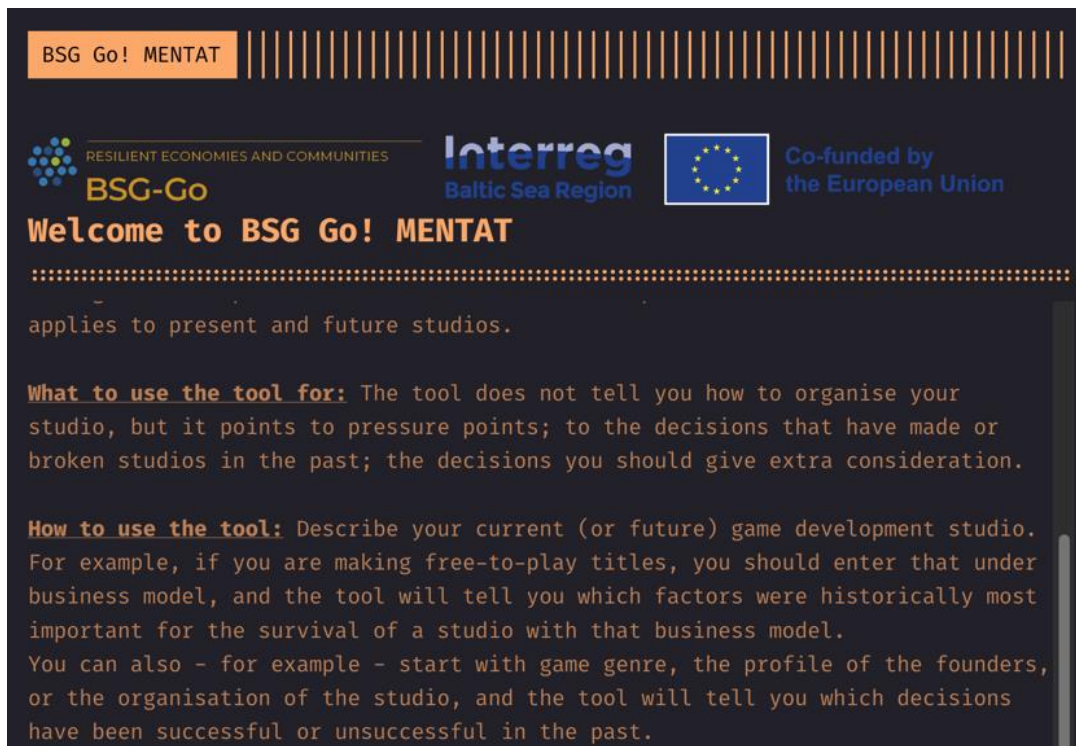 BSG Go! MENTAT
RESILIENT ECONOMIES AND COMMUNITIES
BSG-Go
Interreg
Baltic Sea Region
Co-funded by
the European Union
Welcome to BSG Go! MENTAT
applies to present and future studios.
What to use the tool for: The tool does not tell you how to organise your
studio, but it points to pressure points; to the decisions that have made or
broken studios in the past; the decisions you should give extra consideration.
How to use the tool: Describe your current (or future) game development studio.
For example, if you are making free-to-play titles, you should enter that under
business model, and the tool will tell you which factors were historically most
important for the survival of a studio with that business model.
You can also – for example – start with game genre, the profile of the founders,
or the organisation of the studio, and the tool will tell you which decisions
have been successful or unsuccessful in the past.